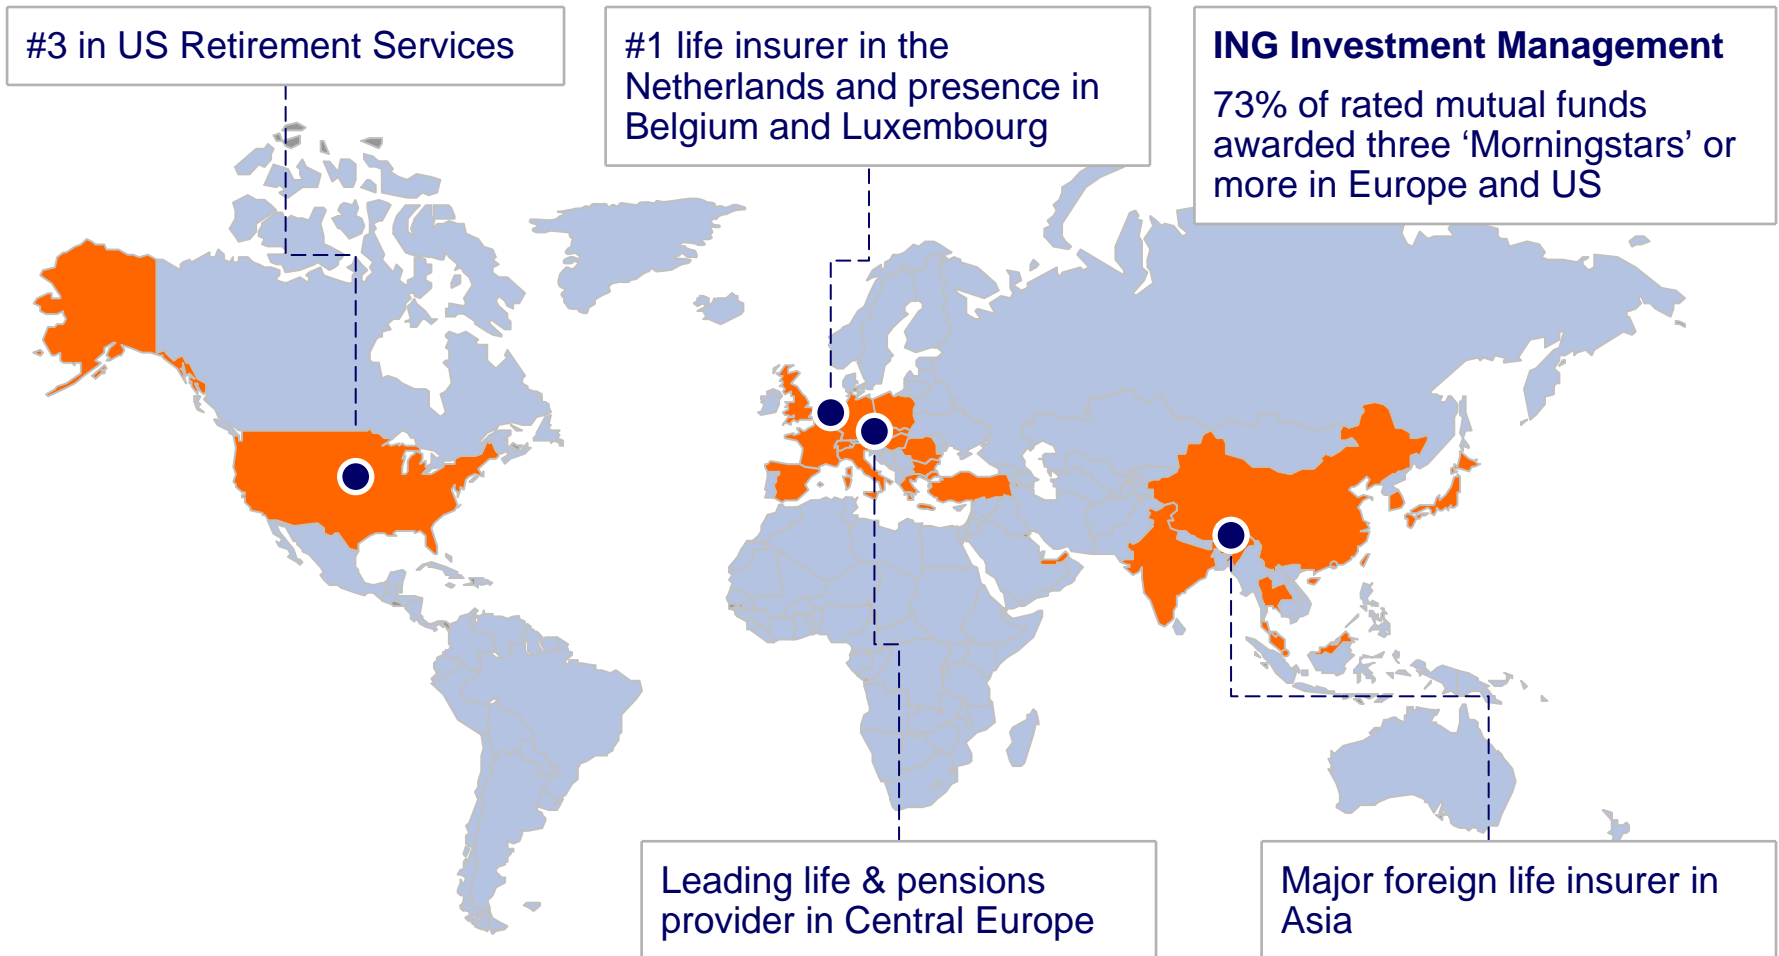 #3 in US Retirement Services
#1 life insurer in the
Netherlands and presence in
Belgium and Luxembourg
ING Investment Management
73% of rated mutual funds
awarded three ‘Morningstars’ or
more in Europe and US
Leading life & pensions
provider in Central Europe
Major foreign life insurer in
Asia